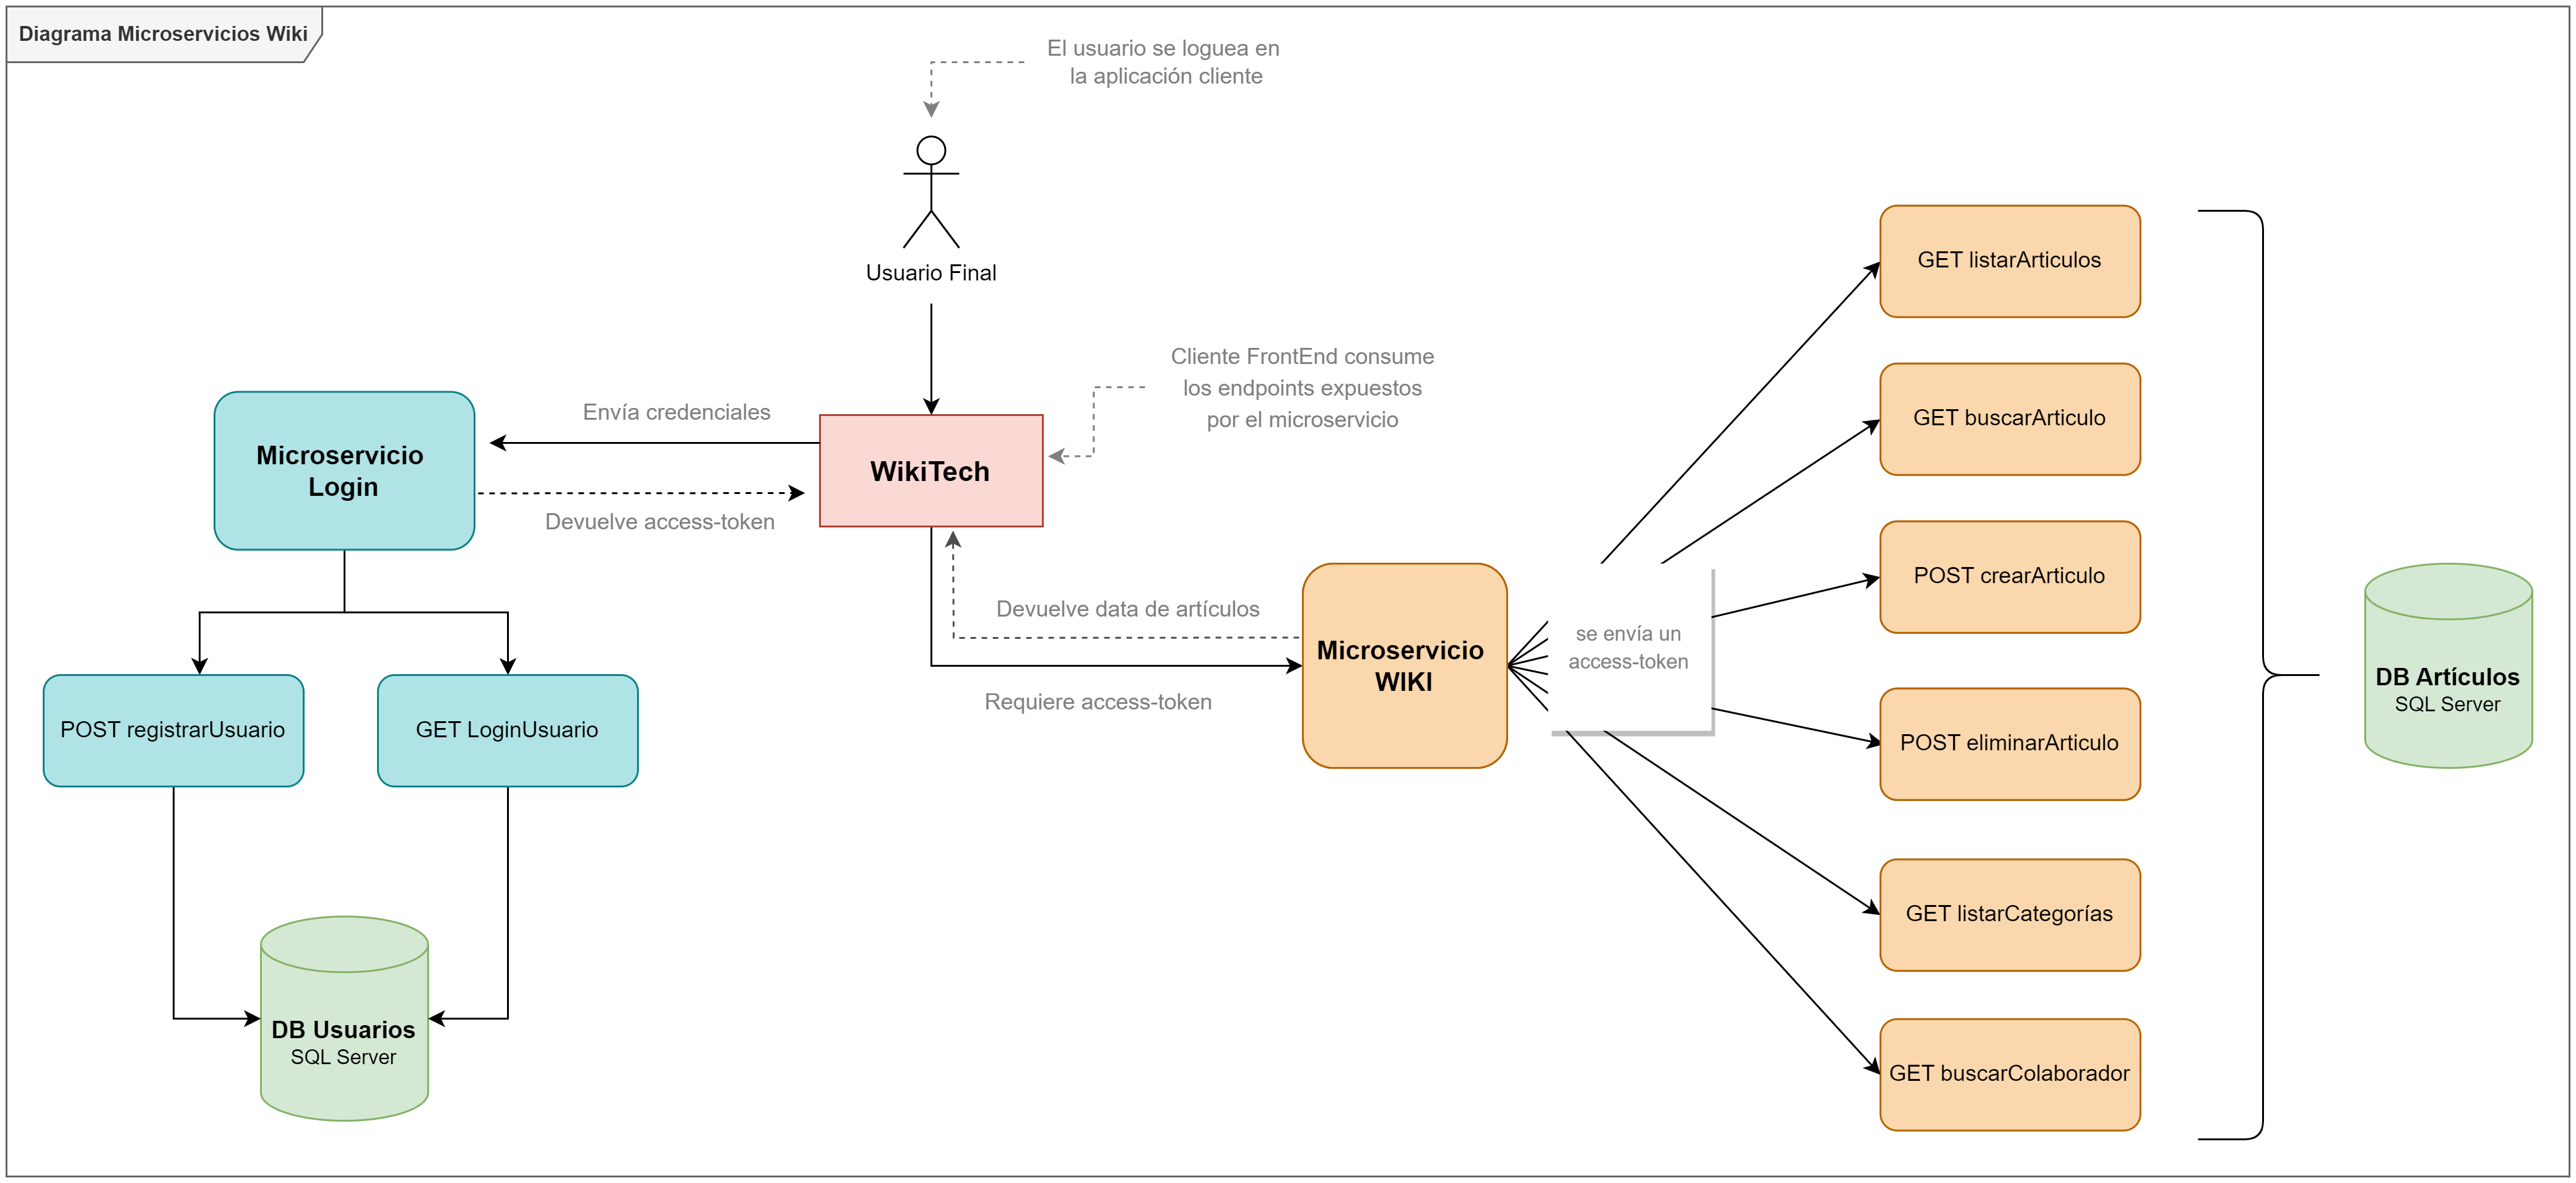 Diagrama Microservicios Wiki
El usuario se loguea en
la aplicación cliente
Usuario Final
Cliente FrontEnd consume
los endpoints expuestos
por el microservicio
Envía credenciales
Microservicio
Login
WikiTech
Devuelve access-token
Devuelve data de artículos
Requiere access-token
Microservicio
WIKI
se envía un
access-token
POST registrarUsuario
GET LoginUsuario
DB Usuarios
SQL Server
GET listarArticulos
GET buscarArticulo
POST crearArticulo
POST eliminarArticulo
GET listarCategorías
GET buscarColaborador
DB Artículos
SQL Server